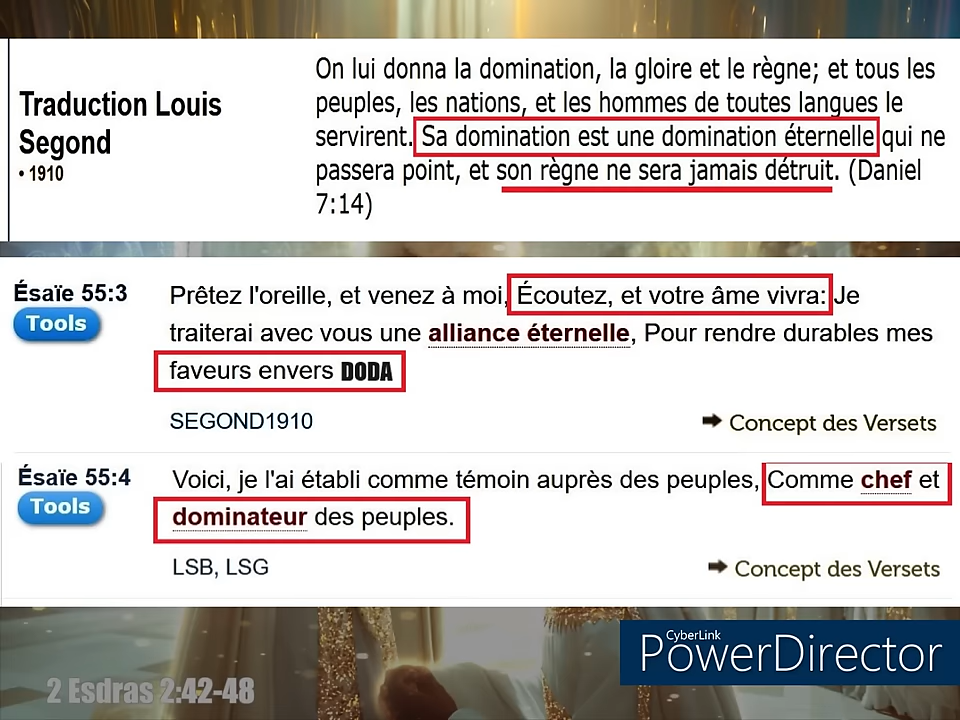 Traduction Louis
Segond
• 1910
On lui donna la domination, la gloire et le règne; et tous les
peuples, les nations, et les hommes de toutes langues le
servirent. Sa domination est une domination éternelle qui ne
passera point, et son règne ne sera jamais détruit. (Daniel
7:14)
Ésaïe 55:3
Tools
Prêtez l'oreille, et venez à moi, Écoutez, et votre âme vivra: Je
traiterai avec vous une alliance éternelle, Pour rendre durables mes
faveurs envers DODA
SEGOND1910
➡ Concept des Versets
Ésaïe 55:4
Tools
Voici, je l'ai établi comme témoin auprès des peuples, Comme chef et
dominateur des peuples.
LSB, LSG
➡ Concept des Versets
2 Esdras 2:42-48
CyberLink
PowerDirector